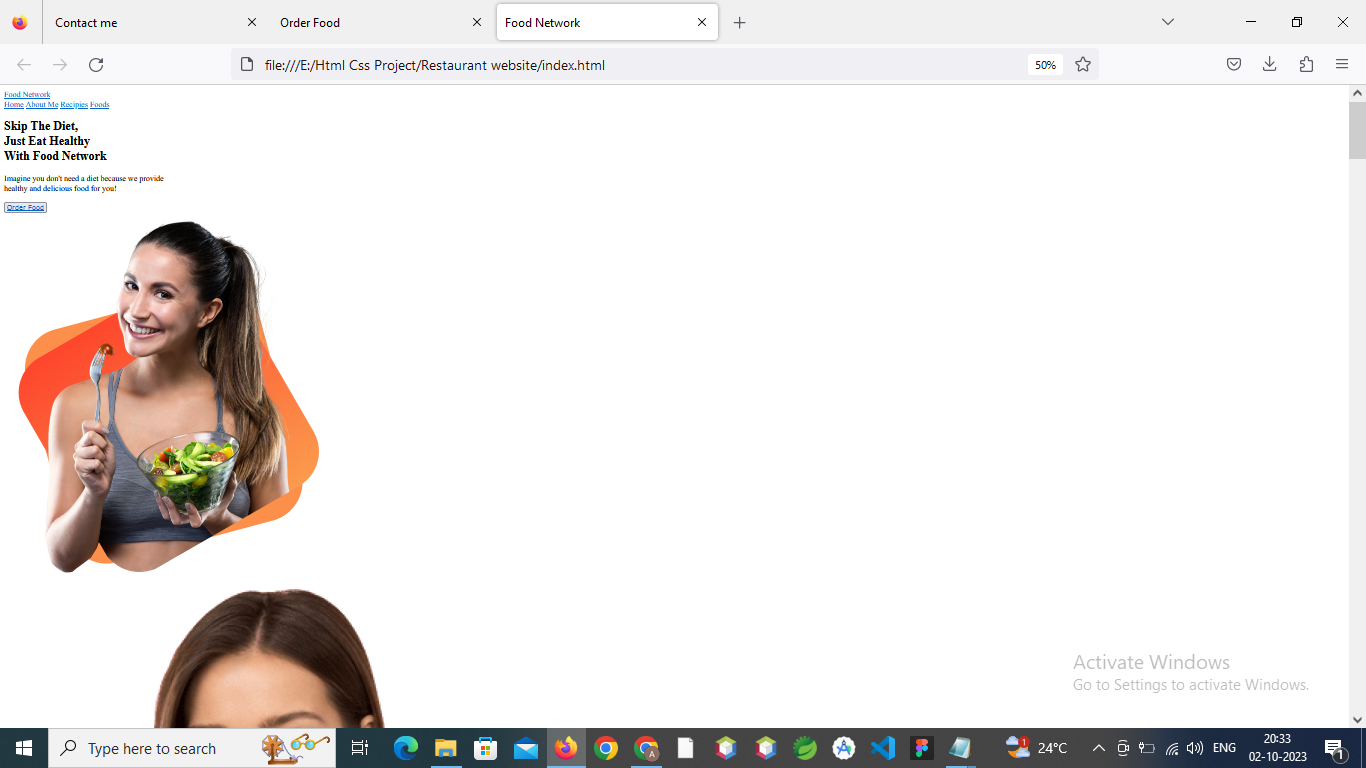 Contact me
Order Food
Food Network
file:///E:/Html Css Project/Restaurant website/index.html
50%
Food Network
Home About Me Recipies Foods
Skip The Diet,
Just Eat Healthy
With Food Network
Imagine you don't need a diet because we provide
healthy and delicious food for you!
Order Food
Activate Windows
Go to Settings to activate Windows.
Type here to search
A
1
24°C
ENG
20:33
02-10-2023
1